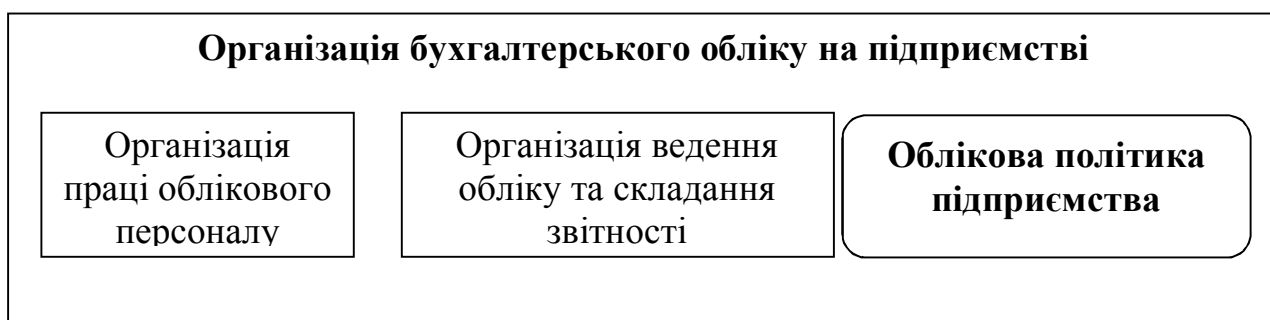 Організація бухгалтерського обліку на підприємстві
Організація
праці облікового
персоналу
Організація ведення
обліку та складання
звітності
Облікова політика
підприємства